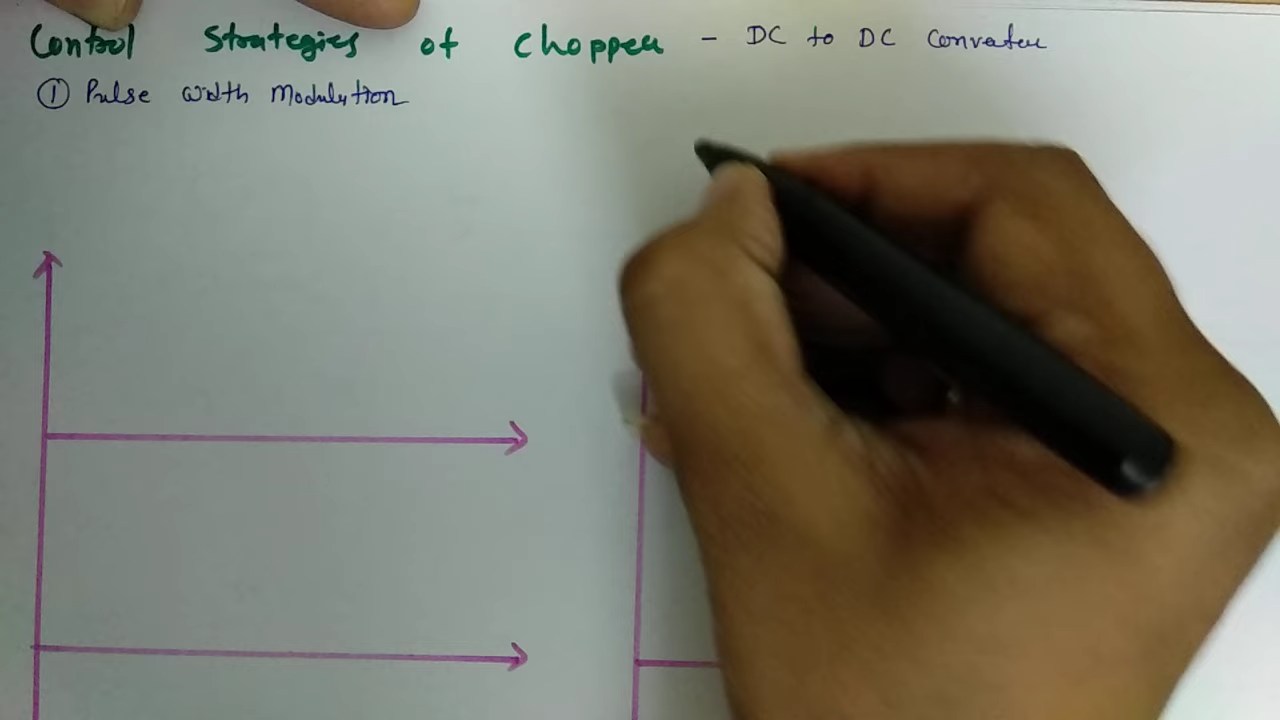 Control Strategies of Chopper - DC to DC Converter
① Pulse width Modulation